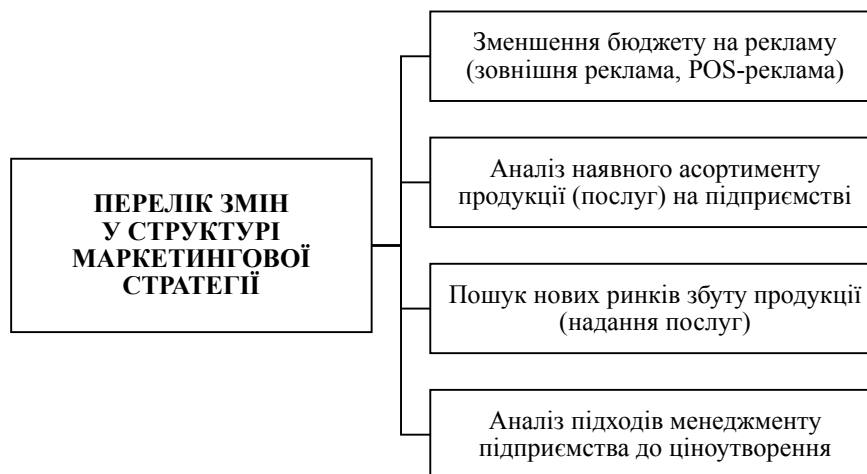 Зменшення бюджету на рекламу
(зовнішня реклама, POS-реклама)
Аналіз наявного асортименту
продукції (послуг) на підприємстві
ПЕРЕЛІК ЗМІН
У СТРУКТУРІ
МАРКЕТИНГОВОЇ
СТРАТЕГІЇ
Пошук нових ринків збуту продукції
(надання послуг)
Аналіз підходів менеджменту
підприємства до ціноутворення